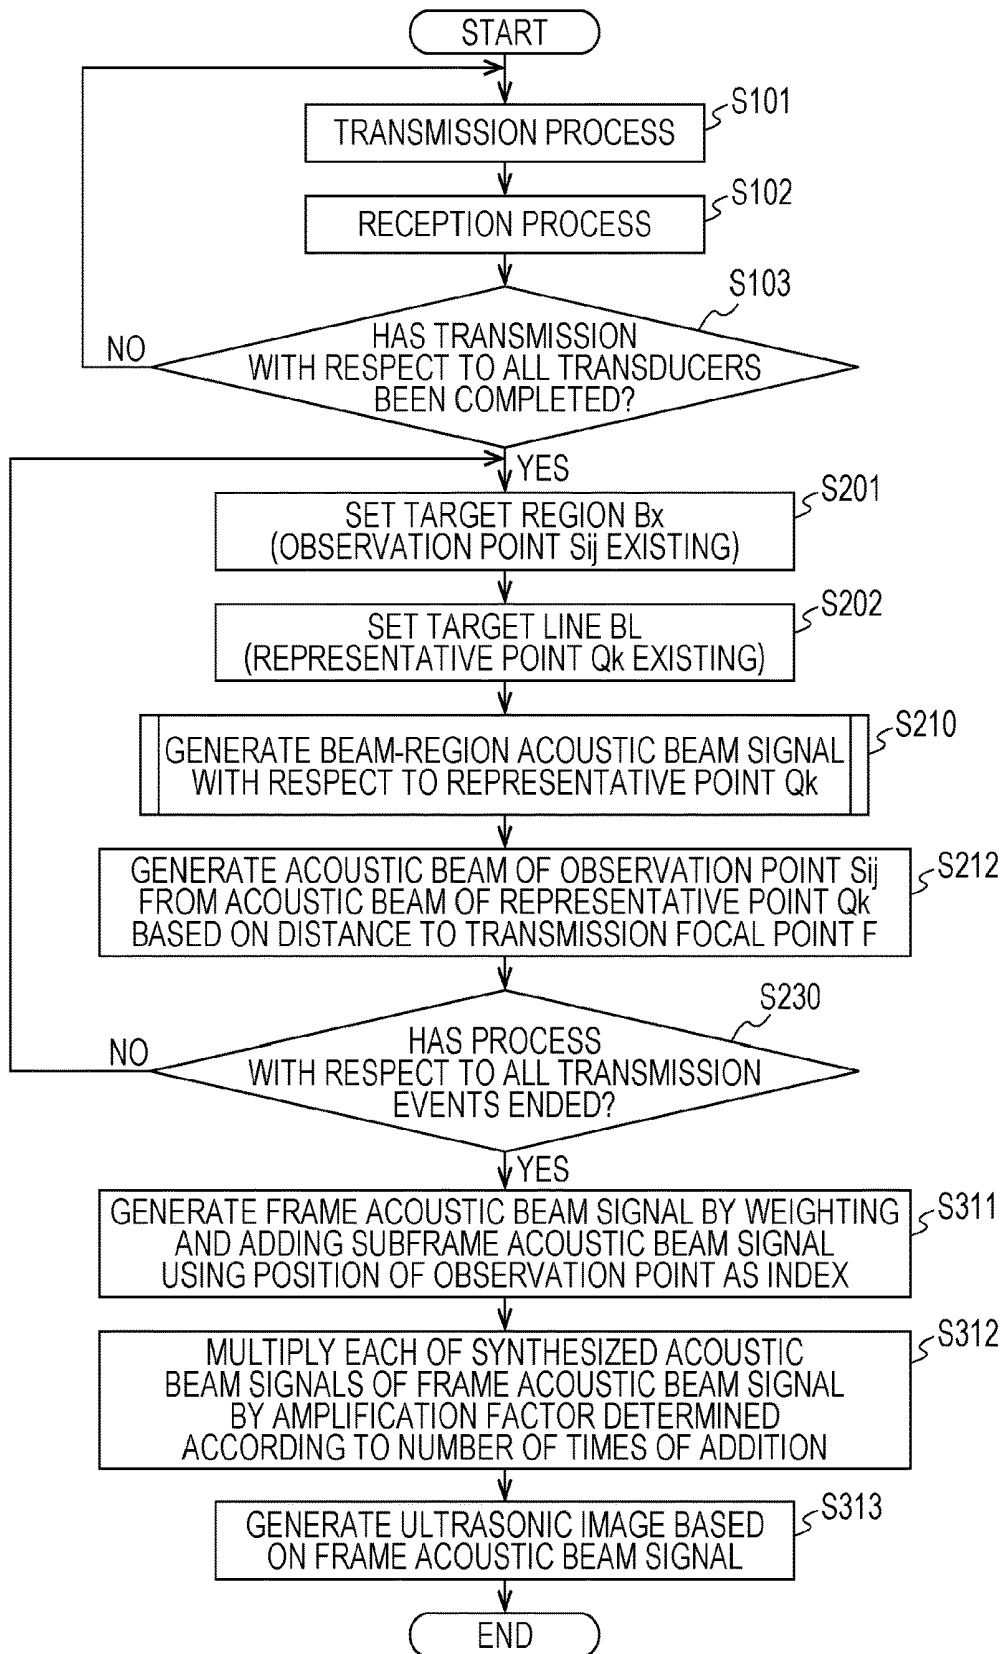 START
S101
TRANSMISSION PROCESS
S102
RECEPTION PROCESS
S103
HAS TRANSMISSION
WITH RESPECT TO ALL TRANSDUCERS
BEEN COMPLETED?
NO
YES
S201
SET TARGET REGION Bx
(OBSERVATION POINT Sij EXISTING)
S202
SET TARGET LINE BL
(REPRESENTATIVE POINT Qk EXISTING)
S210
GENERATE BEAM-REGION ACOUSTIC BEAM SIGNAL
WITH RESPECT TO REPRESENTATIVE POINT Qk
S212
GENERATE ACOUSTIC BEAM OF OBSERVATION POINT Sij
FROM ACOUSTIC BEAM OF REPRESENTATIVE POINT Qk
BASED ON DISTANCE TO TRANSMISSION FOCAL POINT F
S230
HAS PROCESS
WITH RESPECT TO ALL TRANSMISSION
EVENTS ENDED?
NO
YES
S311
GENERATE FRAME ACOUSTIC BEAM SIGNAL BY WEIGHTING
AND ADDING SUBFRAME ACOUSTIC BEAM SIGNAL
USING POSITION OF OBSERVATION POINT AS INDEX
S312
MULTIPLY EACH OF SYNTHESIZED ACOUSTIC
BEAM SIGNALS OF FRAME ACOUSTIC BEAM SIGNAL
BY AMPLIFICATION FACTOR DETERMINED
ACCORDING TO NUMBER OF TIMES OF ADDITION
S313
GENERATE ULTRASONIC IMAGE BASED
ON FRAME ACOUSTIC BEAM SIGNAL
END